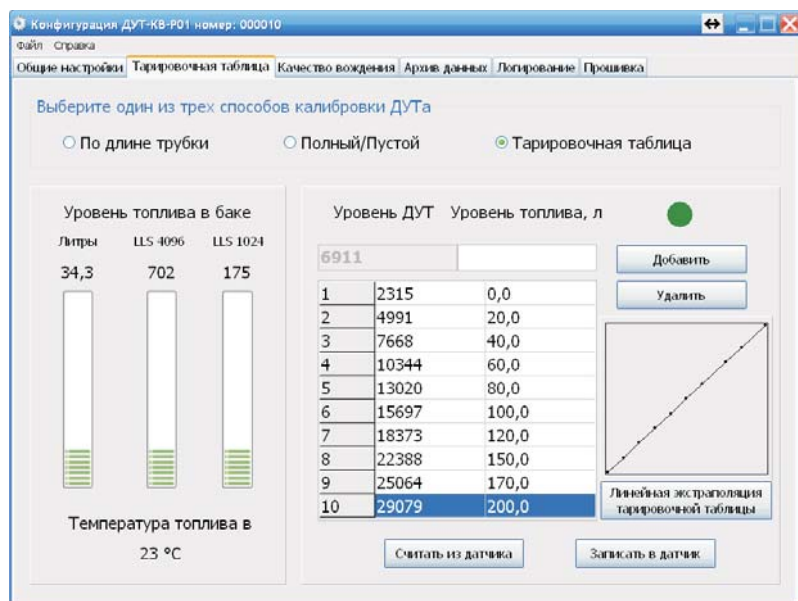 Конфигурация ДУТ-КВ-Р01 номер: 000010
Файл Справка
Общие настройки Тарировочная таблица Качество вождения Архив данных Логирование Прошивка
Выберите один из трех способов калибровки ДУТа
По длине трубки Полный/Пустой Тарировочная таблица
Уровень топлива в баке
Литры LLS 4096 LLS 1024
34,3 702 175
Температура топлива в
23 °C
Уровень ДУТ Уровень топлива, л
6911 Добавить
Удалить
1 2315 0,0
2 4991 20,0
3 7668 40,0
4 10344 60,0
5 13020 80,0
6 15697 100,0
7 18373 120,0
8 22388 150,0
9 25064 170,0
10 29079 200,0
Линейная экстраполяция
тарировочной таблицы
Считать из датчика Записать в датчик